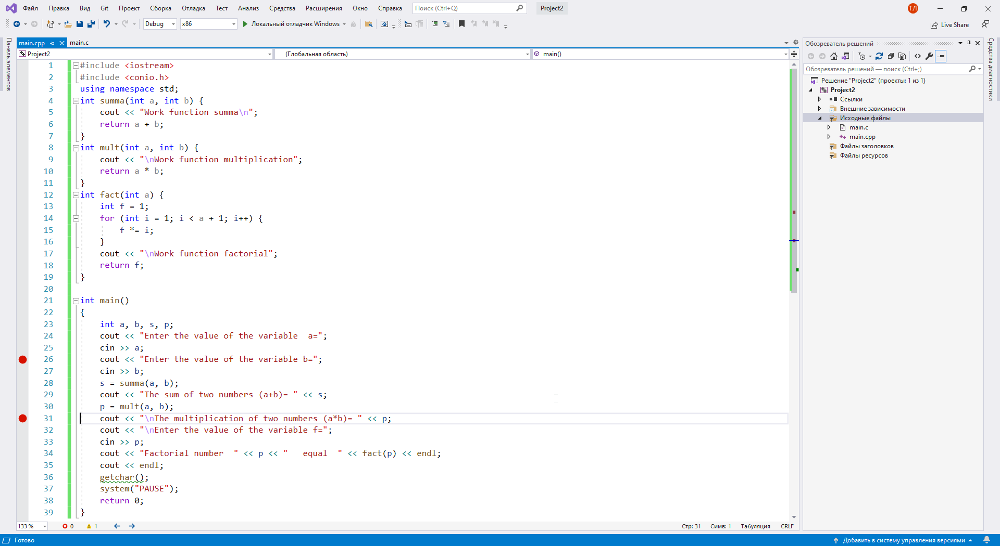 Файл Правка Вид Git Проект Сборка Отладка Тест Анализ Средства Расширения Окно Справка Поиск (Ctrl+Q) Project2 ТЛ
Debug x86 Локальный отладчик Windows Live Share
Панель элементов
main.cpp main.c
Project2 (Глобальная область) main()
1 #include <iostream>
2 #include <conio.h>
3 using namespace std;
4 int summa(int a, int b) {
5 cout << "Work function summa\n";
6 return a + b;
7 }
8 int mult(int a, int b) {
9 cout << "\nWork function multiplication";
10 return a * b;
11 }
12 int fact(int a) {
13 int f = 1;
14 for (int i = 1; i < a + 1; i++) {
15 f *= i;
16 }
17 cout << "\nWork function factorial";
18 return f;
19 }
20
21 int main()
22 {
23 int a, b, s, p;
24 cout << "Enter the value of the variable  a=";
25 cin >> a;
26 cout << "Enter the value of the variable b=";
27 cin >> b;
28 s = summa(a, b);
29 cout << "The sum of two numbers (a+b)= " << s;
30 p = mult(a, b);
31 cout << "\nThe multiplication of two numbers (a*b)= " << p;
32 cout << "\nEnter the value of the variable f=";
33 cin >> p;
34 cout << "Factorial number  " << p << "   equal  " << fact(p) << endl;
35 cout << endl;
36 getchar();
37 system("PAUSE");
38 return 0;
39 }
133 % 0 1 Стр: 31 Симв: 1 Табуляция CRLF
Обозреватель решений
Обозреватель решений — поиск (Ctrl+;)
Решение "Project2" (проекты: 1 из 1)
Project2
Ссылки
Внешние зависимости
Исходные файлы
main.c
main.cpp
Файлы заголовков
Файлы ресурсов
Средства диагностики
Готово Добавить в систему управления версиями